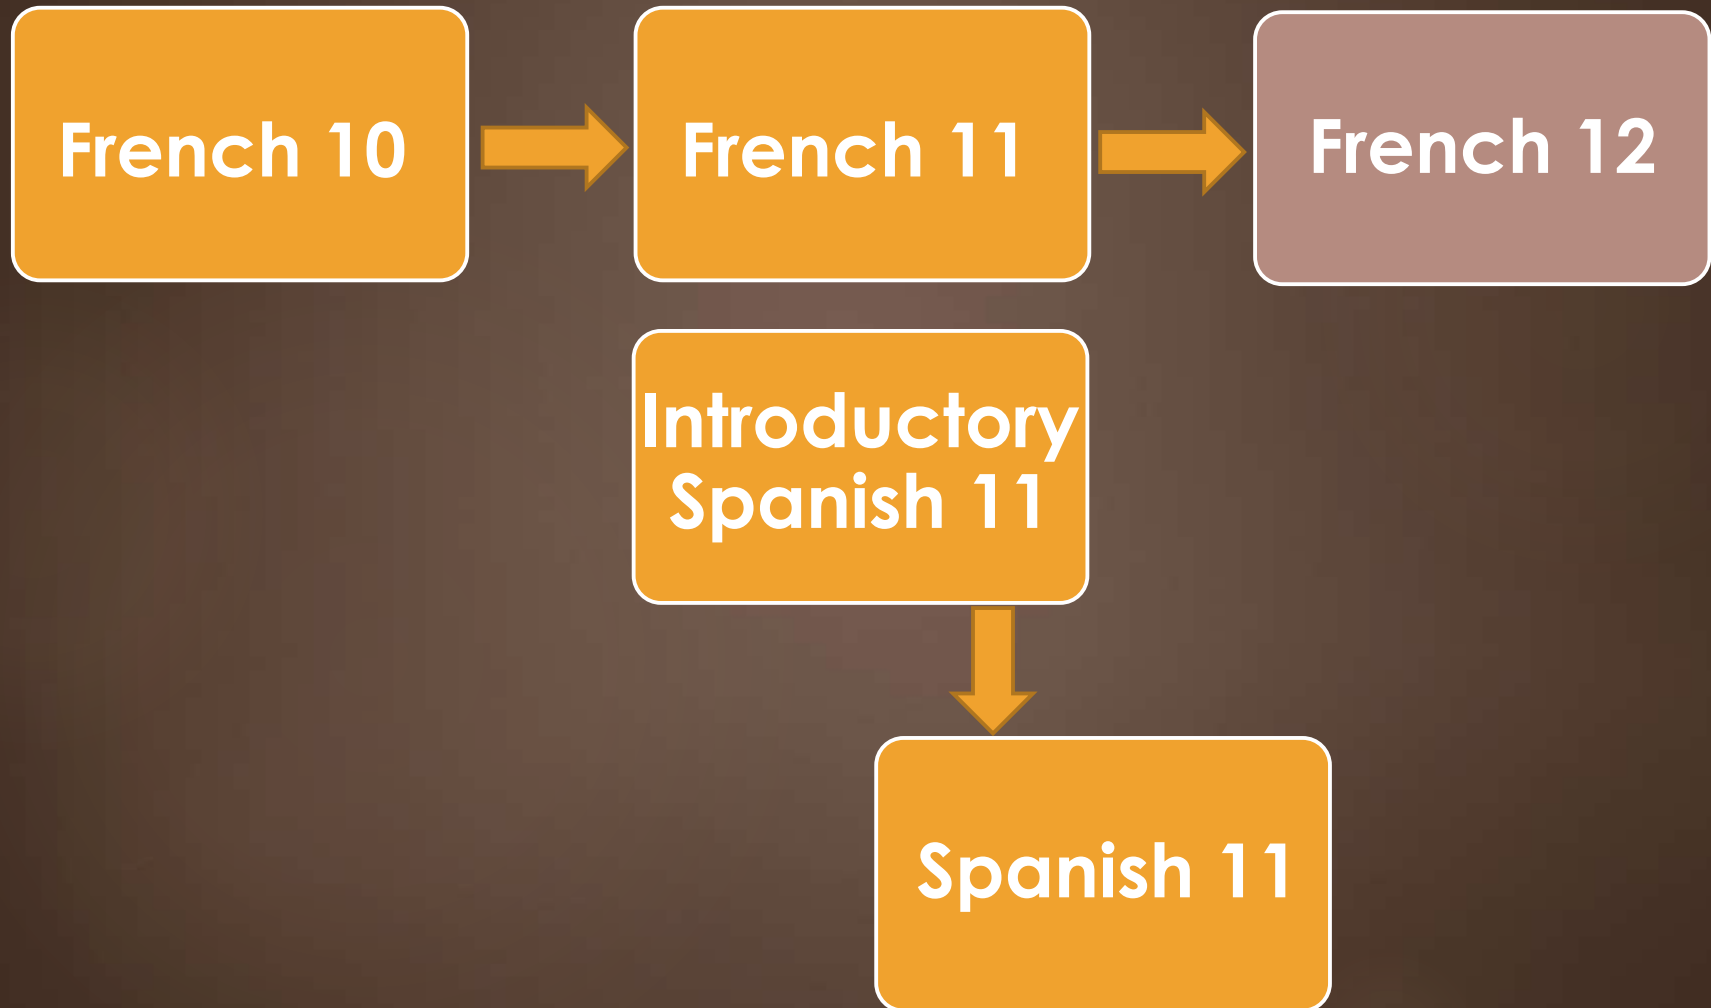 French 10
French 11
French 12
Introductory
Spanish 11
Spanish 11